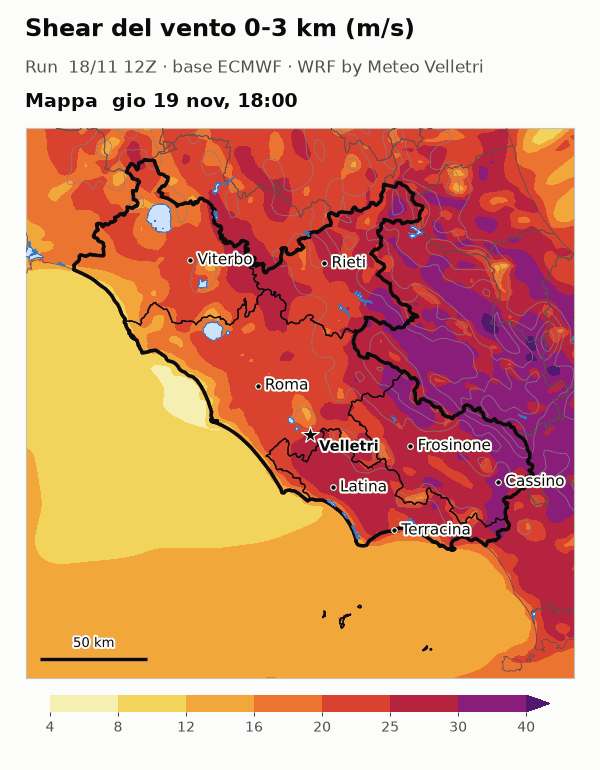 Shear del vento 0-3 km (m/s)
Run 18/11 12Z · base ECMWF · WRF by Meteo Velletri
Mappa gio 19 nov, 18:00
Viterbo
Rieti
Roma
Velletri
Frosinone
Latina
Cassino
Terracina
50 km
4 8 12 16 20 25 30 40